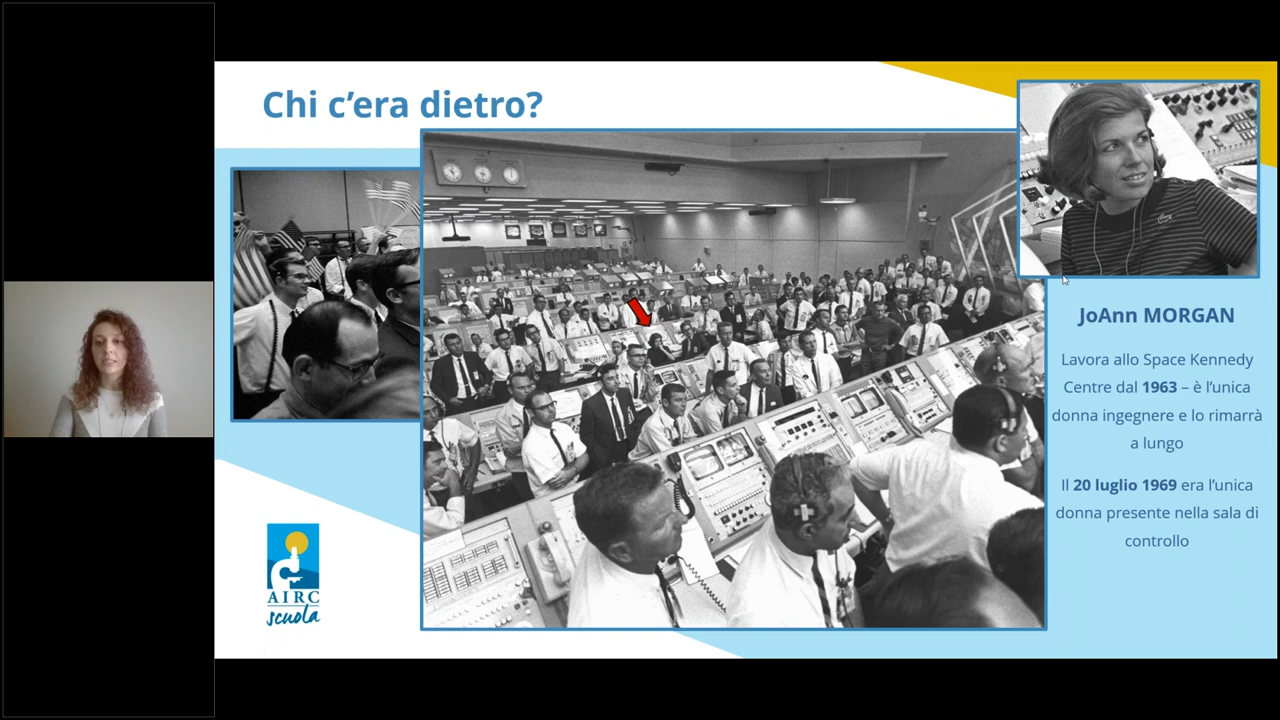 Chi c’era dietro?
JoAnn MORGAN
Lavora allo Space Kennedy
Centre dal 1963 – è l’unica
donna ingegnere e lo rimarrà
a lungo
Il 20 luglio 1969 era l’unica
donna presente nella sala di
controllo
AIRC
scuola